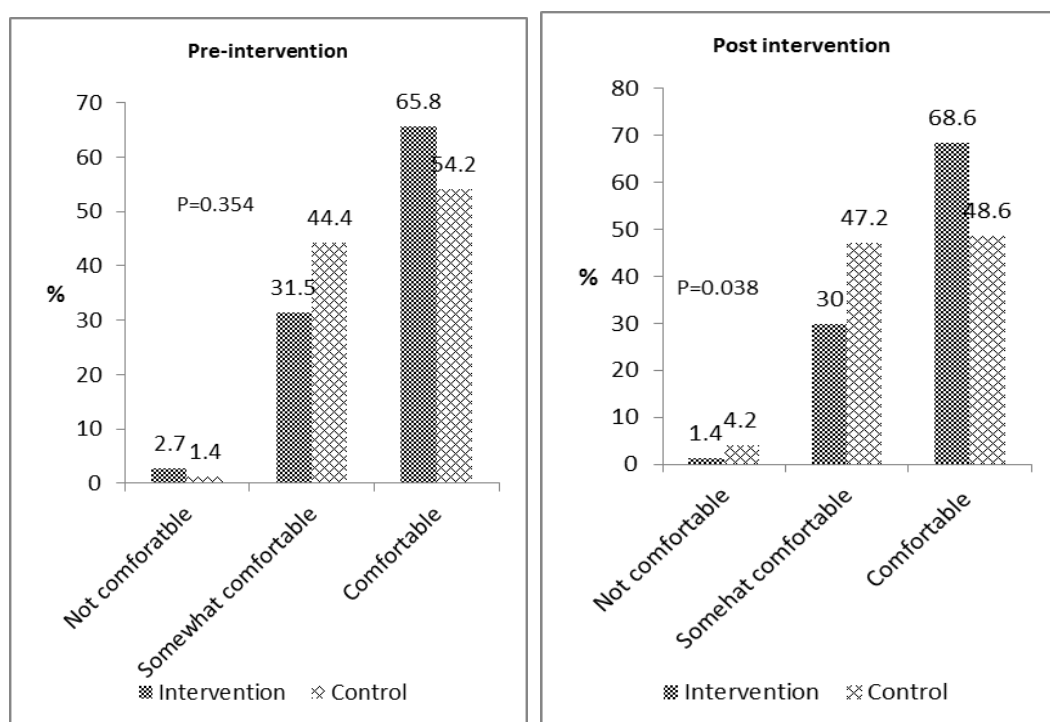 Pre-intervention
70
60
50
40
30
20
10
0
%
P=0.354
2.7
1.4
31.5
44.4
65.8
54.2
Not comforatble
Somewhat comfortable
Comfortable
Intervention Control
Post intervention
80
70
60
50
40
30
20
10
0
%
P=0.038
1.4
4.2
30
47.2
68.6
48.6
Not comfortable
Somehat comfortable
Comfortable
Intervention Control